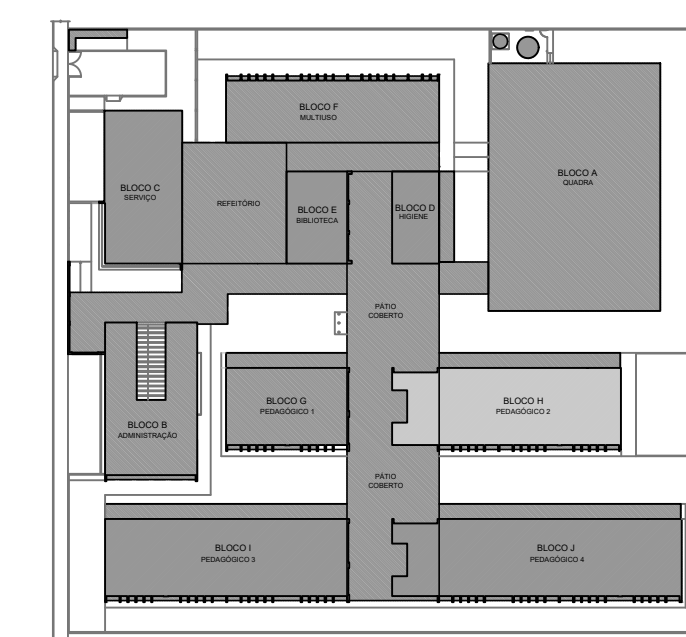 BLOCO F
MULTIUSO
BLOCO A
QUADRA
BLOCO C
SERVIÇO
REFEITÓRIO
BLOCO E
BIBLIOTECA
BLOCO D
HIGIENE
PÁTIO
COBERTO
BLOCO G
PEDAGÓGICO 1
BLOCO H
PEDAGÓGICO 2
BLOCO B
ADMINISTRAÇÃO
PÁTIO
COBERTO
BLOCO I
PEDAGÓGICO 3
BLOCO J
PEDAGÓGICO 4